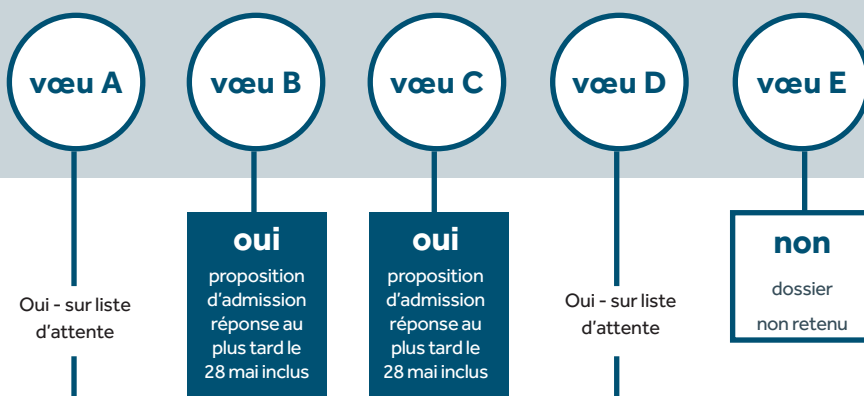 vœu A
vœu B
vœu C
vœu D
vœu E
Oui - sur liste
d'attente
oui
proposition
d'admission
réponse au
plus tard le
28 mai inclus
oui
proposition
d'admission
réponse au
plus tard le
28 mai inclus
Oui - sur liste
d'attente
non
dossier
non retenu